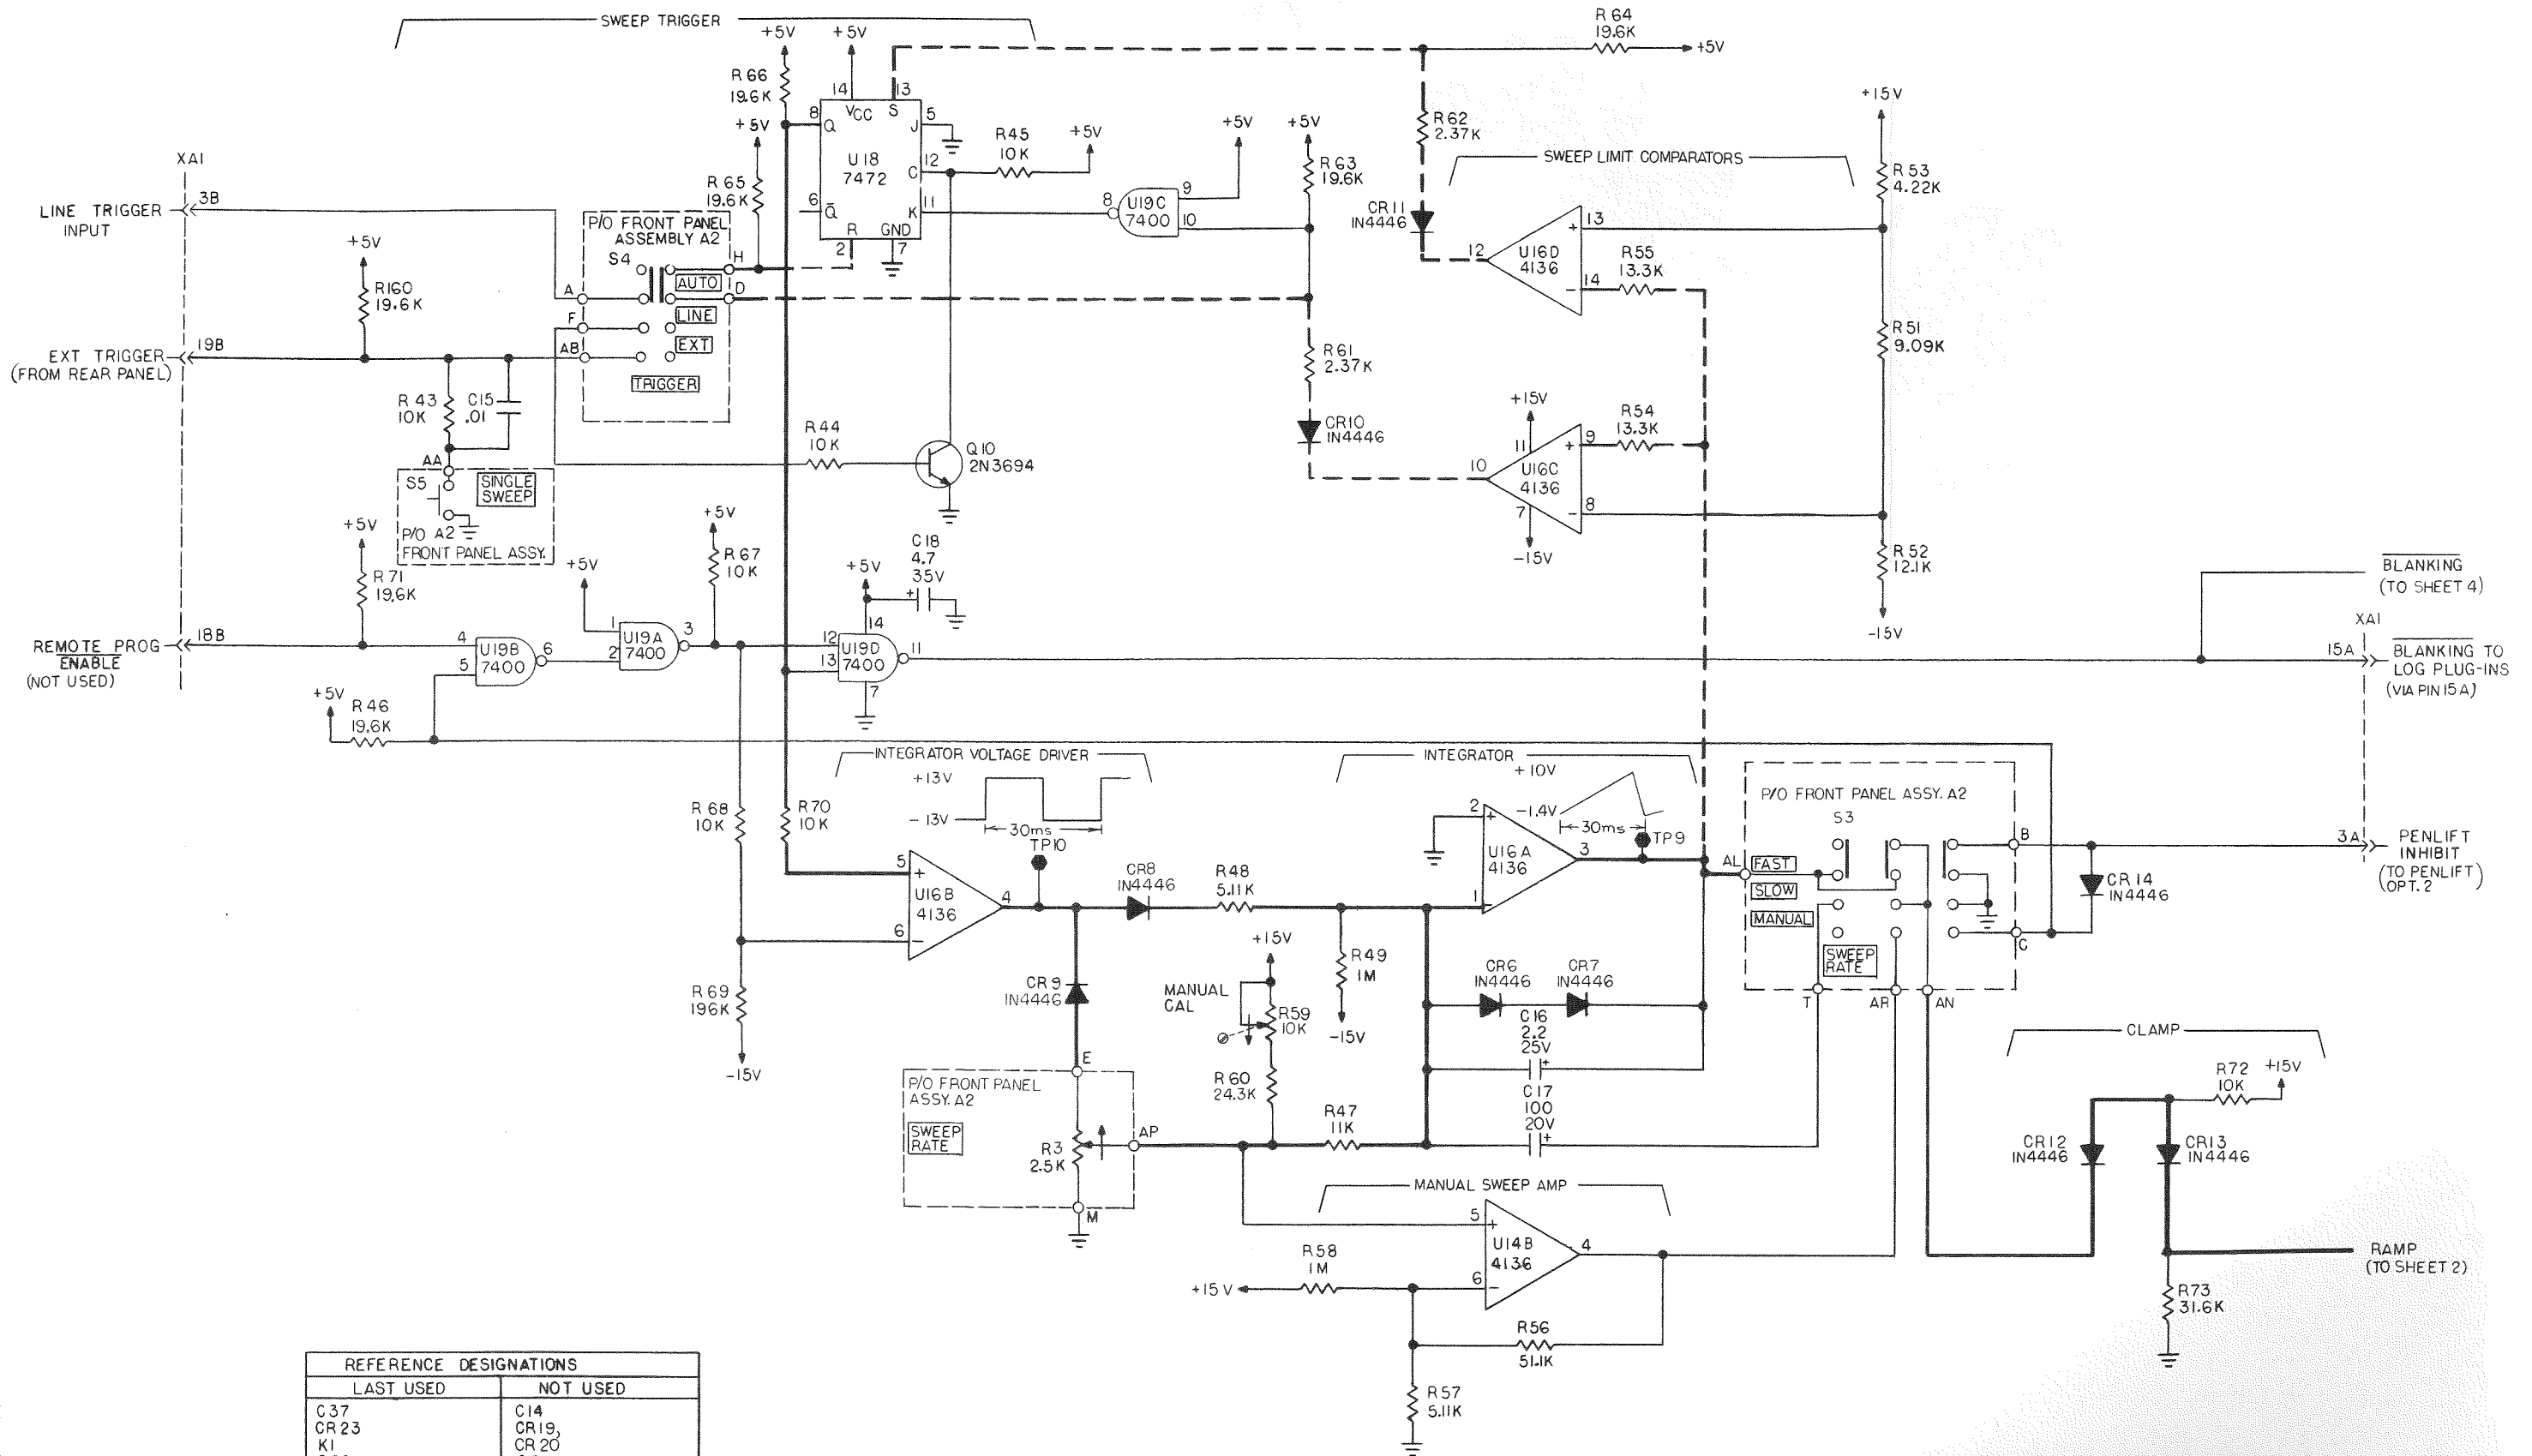 SWEEP TRIGGER
+5V
+5V
R 64
19.6K
+5V
R 66
19.6K
14
13
VCC
S
8
Q
J
5
U 18
7472
12
C
11
K
6
Q̅
R
GND
2
7
+5V
R 65
19.6K
R45
10K
+5V
+5V
+5V
9
8
U19C
7400
10
R 63
19.6K
R 62
2.37K
CR11
IN4446
SWEEP LIMIT COMPARATORS
+15V
R 53
4.22K
13
+
12
U16D
4136
14
−
R55
13.3K
R51
9.09K
XA1
LINE TRIGGER
INPUT
3B
P/O FRONT PANEL
ASSEMBLY A2
S4
H
AUTO
A
D
F
LINE
AB
EXT
TRIGGER
+5V
R160
19.6K
EXT TRIGGER
(FROM REAR PANEL)
19B
R 43
10K
C15
.01
AA
S5
SINGLE
SWEEP
P/O A2
FRONT PANEL ASSY.
R44
10K
Q10
2N3694
R61
2.37K
CR10
IN4446
+15V
11
R54
13.3K
9
+
10
U16C
4136
8
−
7
-15V
R 52
12.1K
-15V
+5V
R 71
19,6K
REMOTE PROG
ENABLE
(NOT USED)
18B
4
5
U19B
7400
6
+5V
1
2
U19A
7400
3
+5V
R 67
10K
+5V
C18
4.7
35V
+
14
12
13
U19D
7400
11
7
+5V
R 46
19.6K
BLANKING
(TO SHEET 4)
XA1
15A
BLANKING TO
LOG PLUG-INS
(VIA PIN 15 A)
INTEGRATOR VOLTAGE DRIVER
+13V
- 13V
30ms
TP10
INTEGRATOR
+10V
-1.4V
30ms
TP9
R 68
10K
R70
10K
5
+
U16B
4136
4
6
−
CR8
IN4446
R48
5.11K
2
+
U16A
4136
3
1
−
P/O FRONT PANEL ASSY. A2
S3
AL
FAST
SLOW
MANUAL
SWEEP
RATE
B
C
T
AR
AN
3A
PENLIFT
INHIBIT
(TO PENLIFT)
OPT. 2
CR 14
IN4446
R 69
196K
-15V
CR9
IN4446
+15V
MANUAL
CAL
R59
10K
R 60
24.3K
R49
1M
-15V
CR6
IN4446
CR7
IN4446
C16
2.2
25V
+
C17
100
20V
+
R47
11K
E
P/O FRONT PANEL
ASSY. A2
SWEEP
RATE
R3
2.5K
AP
M
CLAMP
R72
10K
+15V
CR12
IN4446
CR13
IN4446
MANUAL SWEEP AMP
5
+
U14B
4136
4
6
−
R 58
1M
+15 V
R56
51.1K
R57
5.11K
RAMP
(TO SHEET 2)
R73
31.6K
REFERENCE DESIGNATIONS
LAST USED
NOT USED
C37
C14
CR23
CR19,
K1
CR20